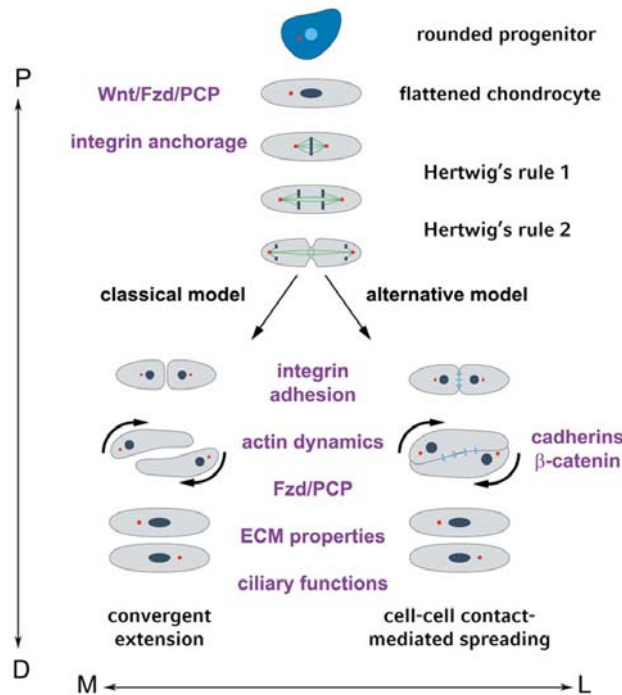 rounded progenitor
P
Wnt/Fzd/PCP
flattened chondrocyte
integrin anchorage
Hertwig's rule 1
Hertwig's rule 2
classical model
alternative model
integrin
adhesion
actin dynamics
cadherins
β-catenin
Fzd/PCP
ECM properties
ciliary functions
convergent
extension
cell-cell contact-
mediated spreading
D
M
L